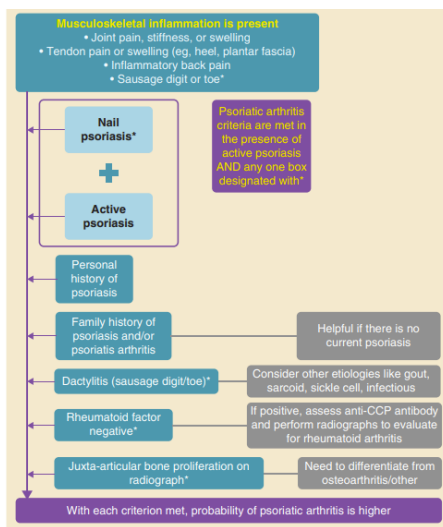 Musculoskeletal inflammation is present
• Joint pain, stiffness, or swelling
• Tendon pain or swelling (eg, heel, plantar fascia)
• Inflammatory back pain
• Sausage digit or toe*
Nail
psoriasis*
Active
psoriasis
Psoriatic arthritis
criteria are met in
the presence of
active psoriasis
AND any one box
designated with*
Personal
history of
psoriasis
Family history of
psoriasis and/or
psoriatis arthritis
Helpful if there is no
current psoriasis
Dactylitis (sausage digit/toe)*
Consider other etiologies like gout,
sarcoid, sickle cell, infectious
Rheumatoid factor
negative*
If positive, assess anti-CCP antibody
and perform radiographs to evaluate
for rheumatoid arthritis
Juxta-articular bone proliferation on
radiograph*
Need to differentiate from
osteoarthritis/other
With each criterion met, probability of psoriatic arthritis is higher